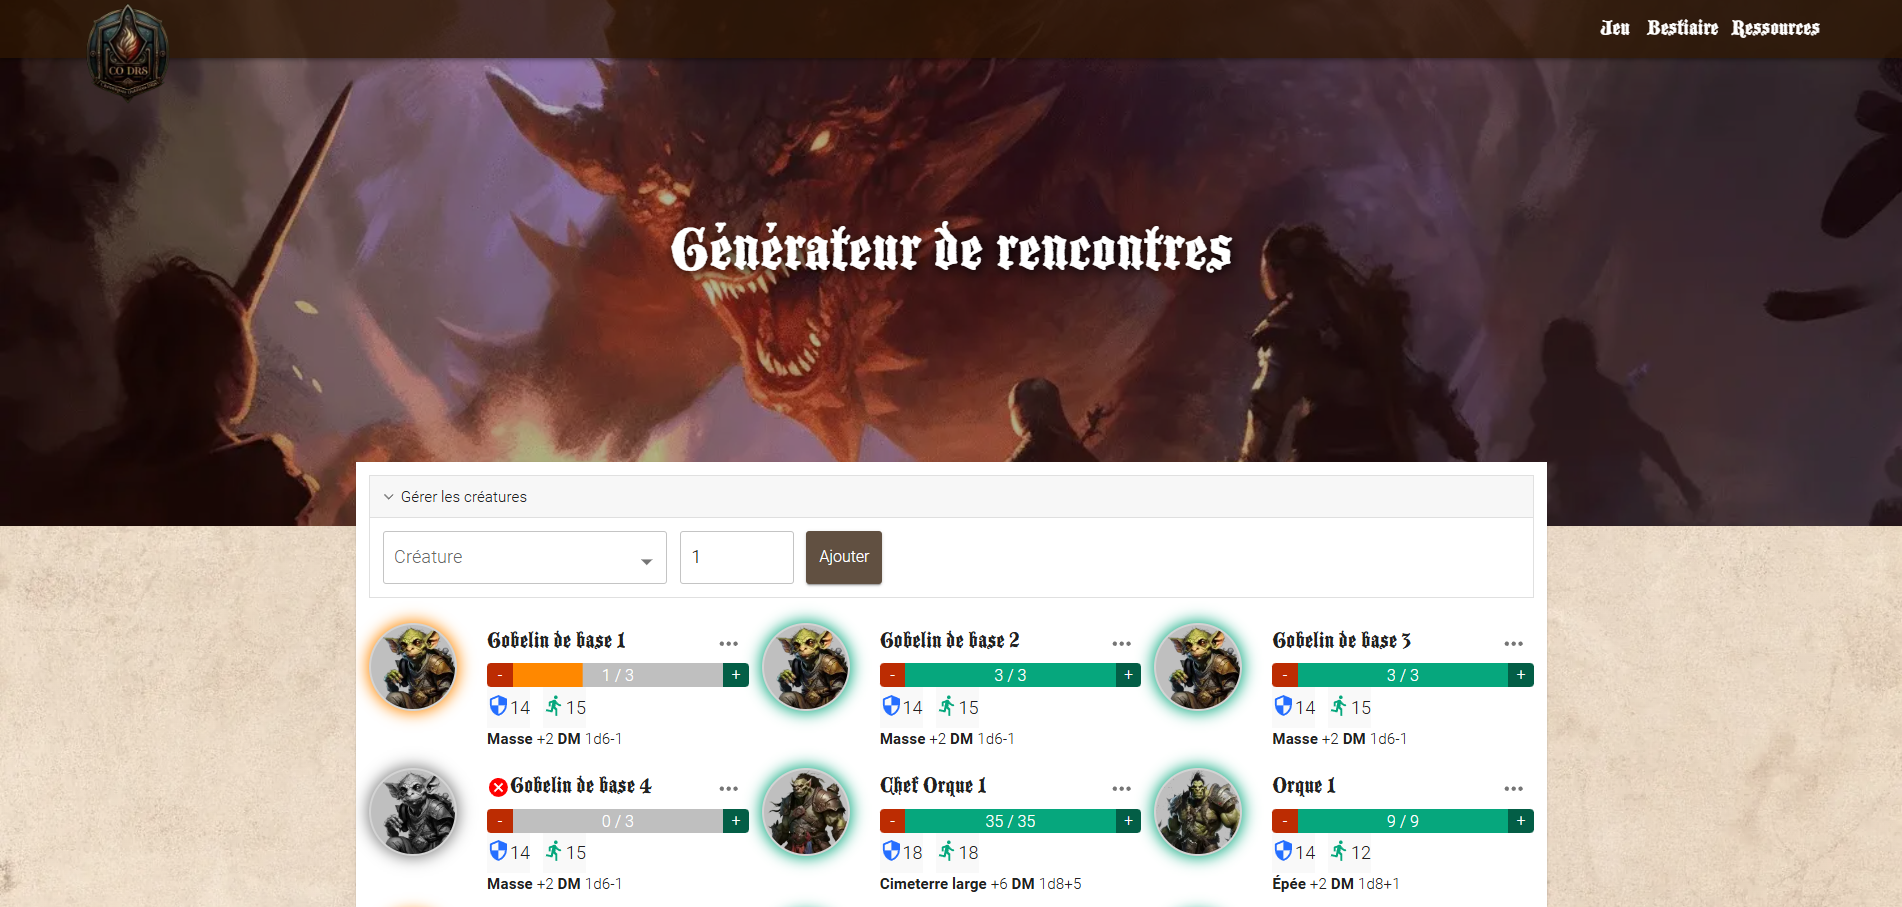 CO DRS
Jeu Bestiaire Ressources
Générateur de rencontres
Gérer les créatures
Créature 1 Ajouter
Gobelin de base 1 Gobelin de base 2 Gobelin de base 3
- 1 / 3 + - 3 / 3 + - 3 / 3 +
14 15 14 15 14 15
Masse +2 DM 1d6-1 Masse +2 DM 1d6-1 Masse +2 DM 1d6-1
Gobelin de base 4 Chef Orque 1 Orque 1
- 0 / 3 + - 35 / 35 + - 9 / 9 +
14 15 18 18 14 12
Masse +2 DM 1d6-1 Cimeterre large +6 DM 1d8+5 Épée +2 DM 1d8+1